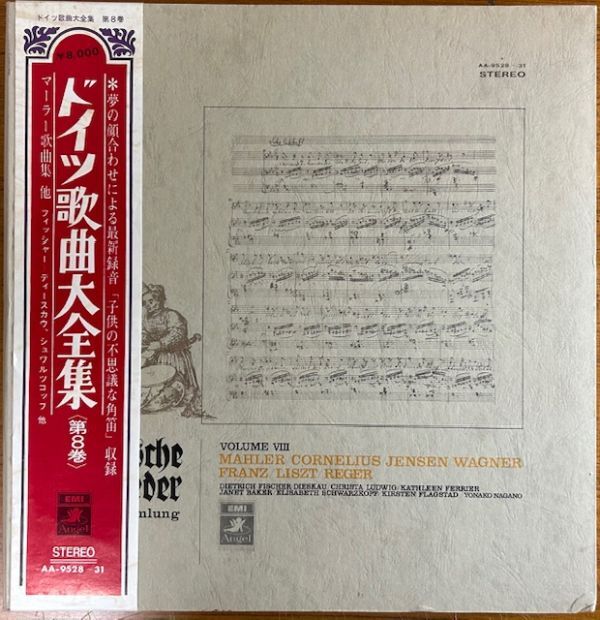 ドイツ歌曲大全集 第8巻
¥8,000
*夢の顔合わせによる最新録音「子供の不思議な角笛」収録
ドイツ歌曲大全集
〈第8巻〉
マーラー歌曲集 他 フィッシャー ディースカウ、シュワルツコップ 他
EMI
Angel
STEREO
AA-9528-31
AA-9528-31
STEREO
sche
eder
mlung
VOLUME VIII
MAHLER CORNELIUS JENSEN WAGNER
FRANZ LISZT REGER
DIETRICH FISCHER DIESKAU CHRISTA LUDWIG KATHLEEN FERRIER
JANET BAKER ELISABETH SCHWARZKOPF KIRSTEN FLAGSTAD YONAKO NAGANO
EMI
Angel